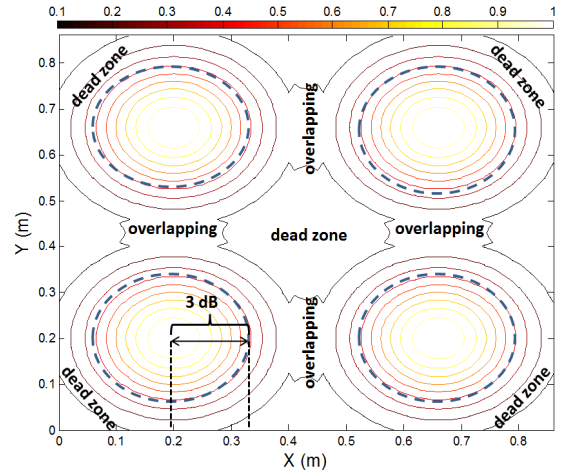 0.1 0.2 0.3 0.4 0.5 0.6 0.7 0.8 0.9 1
dead zone
dead zone
overlapping
overlapping
dead zone
overlapping
3 dB
overlapping
dead zone
dead zone
0.8
0.7
0.6
0.5
0.4
0.3
0.2
0.1
0
Y (m)
0 0.1 0.2 0.3 0.4 0.5 0.6 0.7 0.8
X (m)